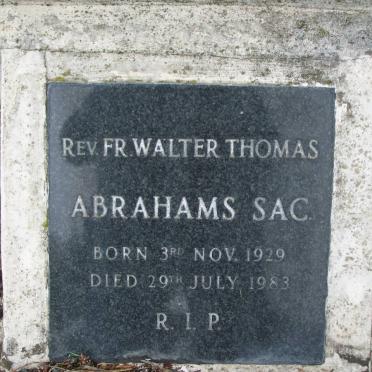 REV. FR. WALTER THOMAS
ABRAHAMS SAC.
BORN 3RD NOV. 1929
DIED 29TH JULY 1983
R. I. P.